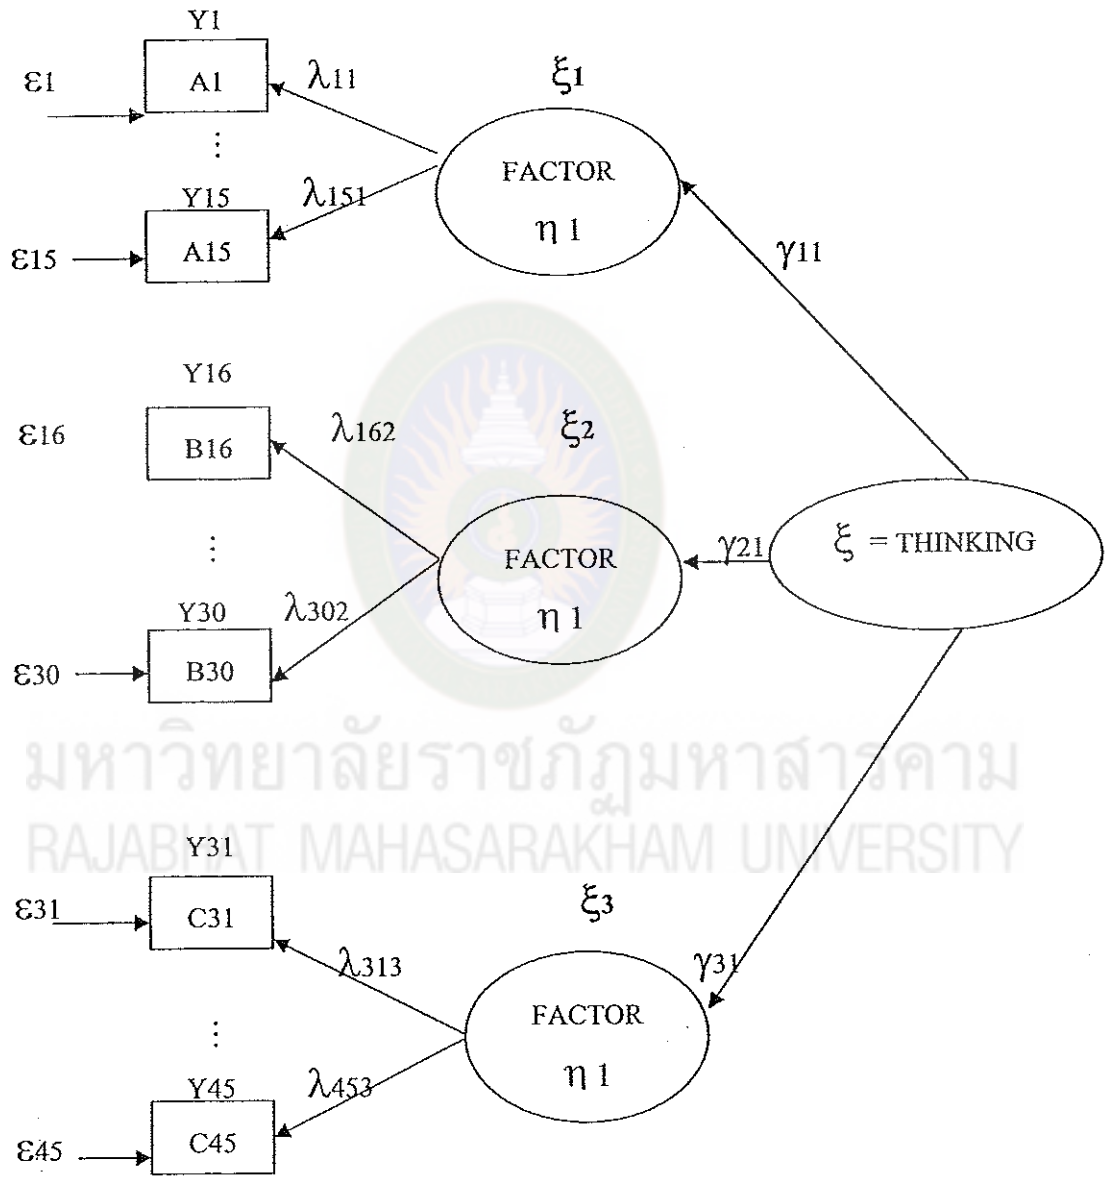 Y1
ε1
A1
λ11
ξ1
⋮
FACTOR
η 1
Y15
λ151
ε15
A15
γ11
Y16
ε16
B16
λ162
ξ2
⋮
FACTOR
η 1
γ21
ξ = THINKING
Y30
λ302
ε30
B30
มหาวิทยาลัยราชภัฏมหาสารคาม
RAJABHAT MAHASARAKHAM UNIVERSITY
Y31
ε31
C31
ξ3
λ313
γ31
⋮
FACTOR
η 1
Y45
λ453
ε45
C45